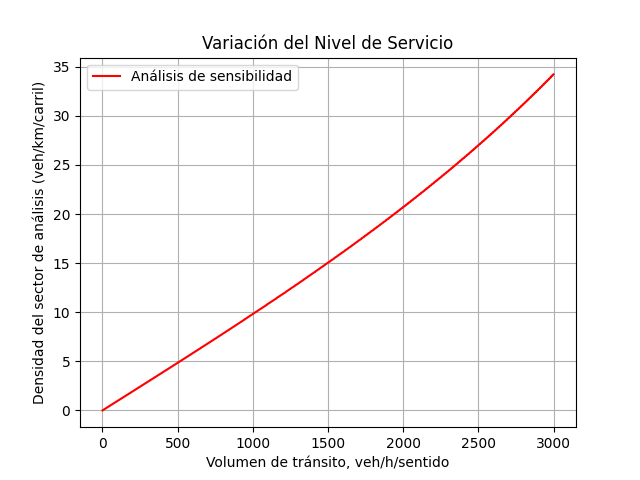 Variación del Nivel de Servicio
Análisis de sensibilidad
Densidad del sector de análisis (veh/km/carril)
35
30
25
20
15
10
5
0
0 500 1000 1500 2000 2500 3000
Volumen de tránsito, veh/h/sentido